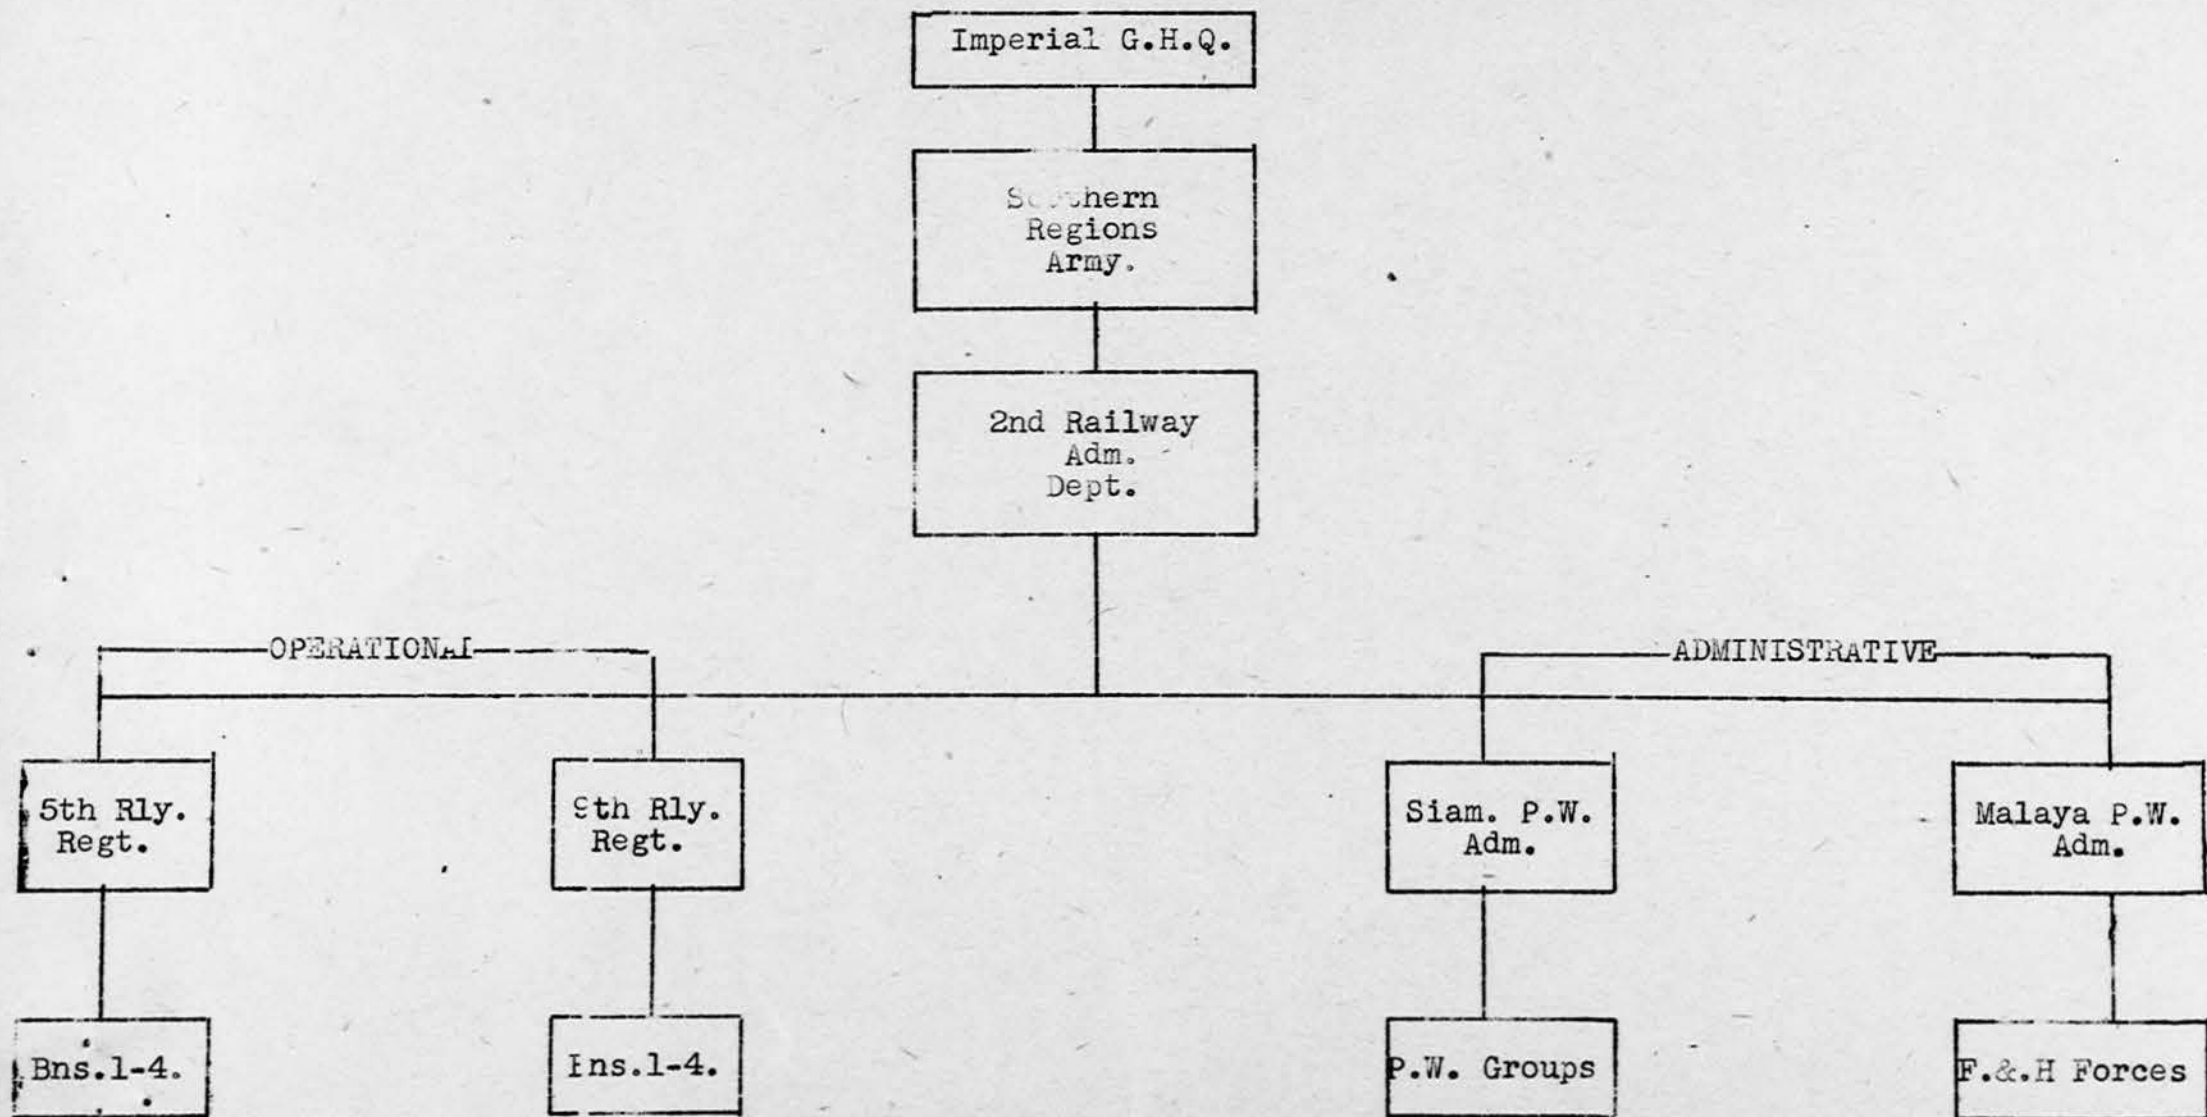 Imperial G.H.Q.
Southern
Regions
Army.
2nd Railway
Adm.
Dept.
OPERATIONAL
ADMINISTRATIVE
5th Rly.
Regt.
9th Rly.
Regt.
Siam. P.W.
Adm.
Malaya P.W.
Adm.
Bns.1-4.
Bns.1-4.
P.W. Groups
F.&.H Forces